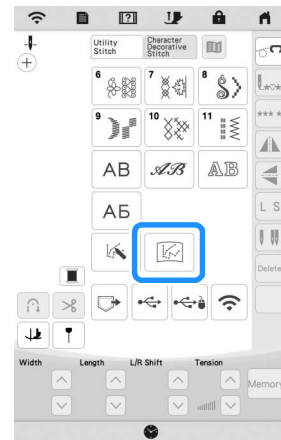 Utility
Stitch
Character
Decorative
Stitch
6
7
8
9
10
11
AB
AB
AB
АБ
L S
Delete
Width
Length
L/R Shift
Tension
Memory